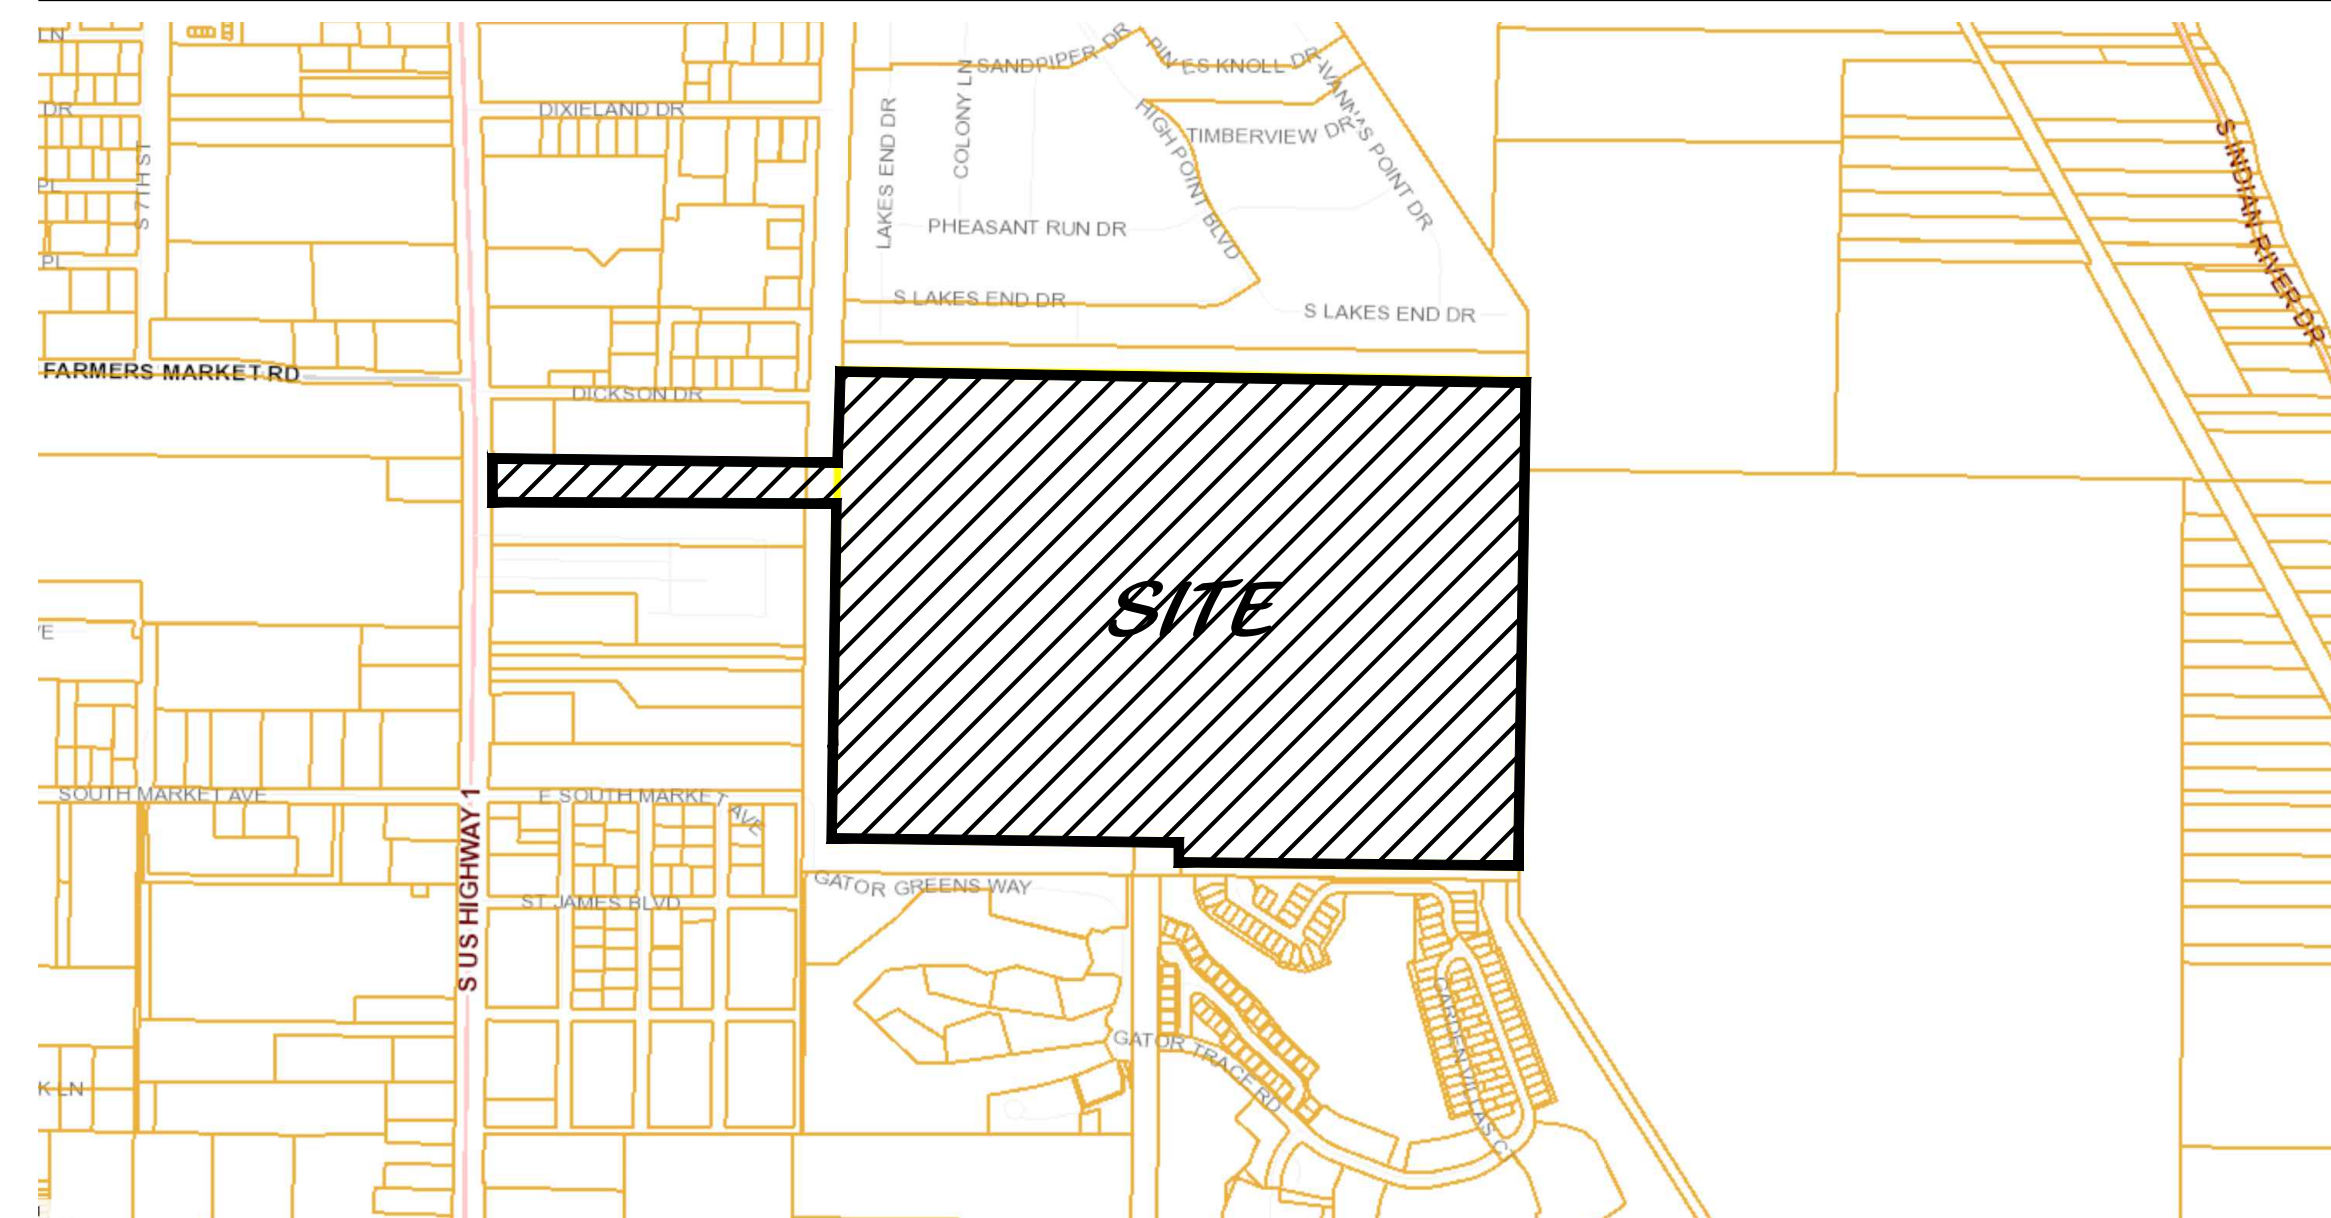 LN
SANDPIPER DR
PINES KNOLL DR
DIXIELAND DR
DR
LAKES END DR
COLONY LN
HIGH POINT BLVD
TIMBERVIEW DR
S INDIAN RIVER DR
S 7TH ST
PL
PHEASANT RUN DR
PL
S LAKES END DR
S LAKES END DR
FARMERS MARKET RD
DICKSON DR
SITE
SOUTH MARKET AVE
E SOUTH MARKET AVE
S US HIGHWAY 1
GATOR GREENS WAY
ST JAMES BLVD
GATOR TRACE RD
GARDEN VILLAS C
K LN